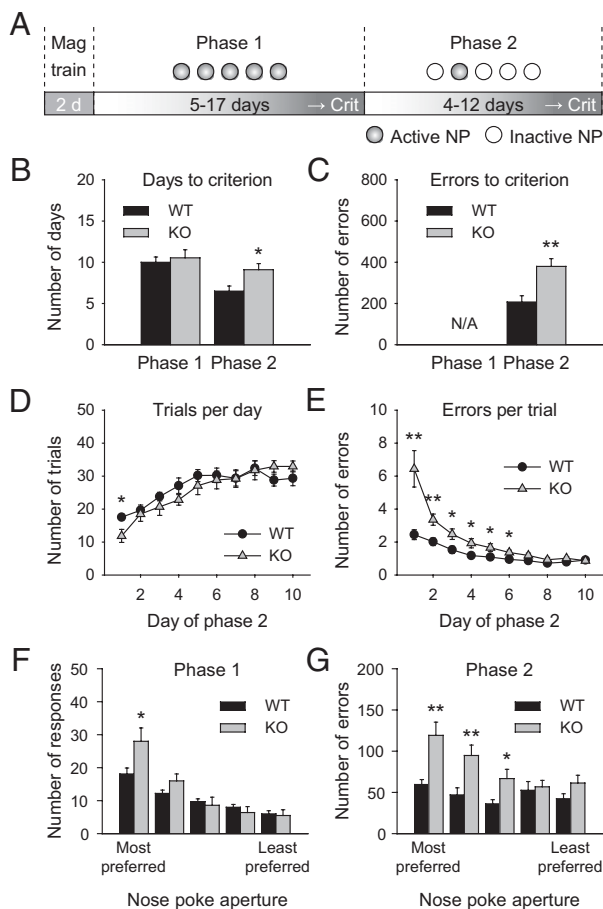 A
Mag train
Phase 1
Phase 2
2 d
5-17 days
→ Crit
4-12 days
→ Crit
Active NP
Inactive NP
B
Days to criterion
Number of days
20
15
10
5
0
WT
KO
*
Phase 1
Phase 2
C
Errors to criterion
Number of errors
800
600
400
200
0
WT
KO
**
N/A
Phase 1
Phase 2
D
Trials per day
Number of trials
50
40
30
20
10
0
*
WT
KO
2
4
6
8
10
Day of phase 2
E
Errors per trial
Number of errors
10
8
6
4
2
0
**
**
*
*
*
*
WT
KO
2
4
6
8
10
Day of phase 2
F
Phase 1
Number of responses
50
40
30
20
10
0
*
WT
KO
Most preferred
Least preferred
Nose poke aperture
G
Phase 2
Number of errors
200
150
100
50
0
**
**
*
WT
KO
Most preferred
Least preferred
Nose poke aperture